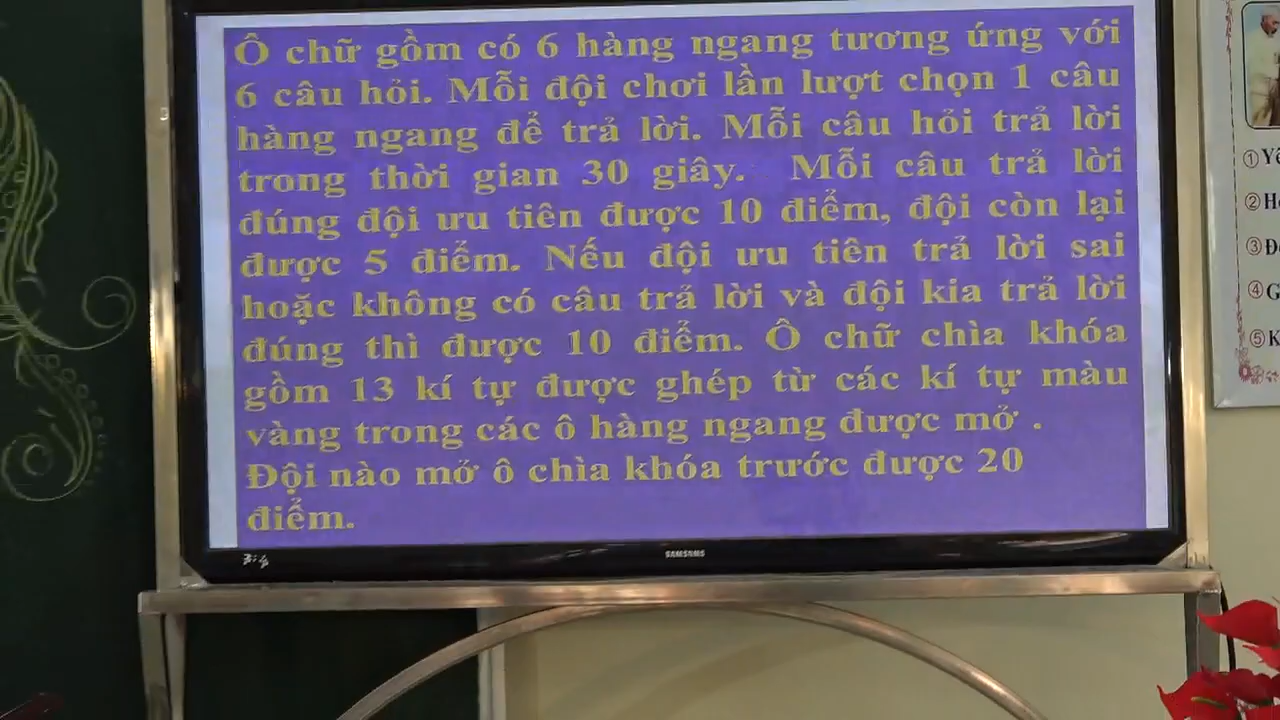 Ô chữ gồm có 6 hàng ngang tương ứng với
6 câu hỏi. Mỗi đội chơi lần lượt chọn 1 câu
hàng ngang để trả lời. Mỗi câu hỏi trả lời
trong thời gian 30 giây. Mỗi câu trả lời
đúng đội ưu tiên được 10 điểm, đội còn lại
được 5 điểm. Nếu đội ưu tiên trả lời sai
hoặc không có câu trả lời và đội kia trả lời
đúng thì được 10 điểm. Ô chữ chìa khóa
gồm 13 kí tự được ghép từ các kí tự màu
vàng trong các ô hàng ngang được mở .
Đội nào mở ô chìa khóa trước được 20
điểm.
SAMSUNG
①
②
③
④
⑤